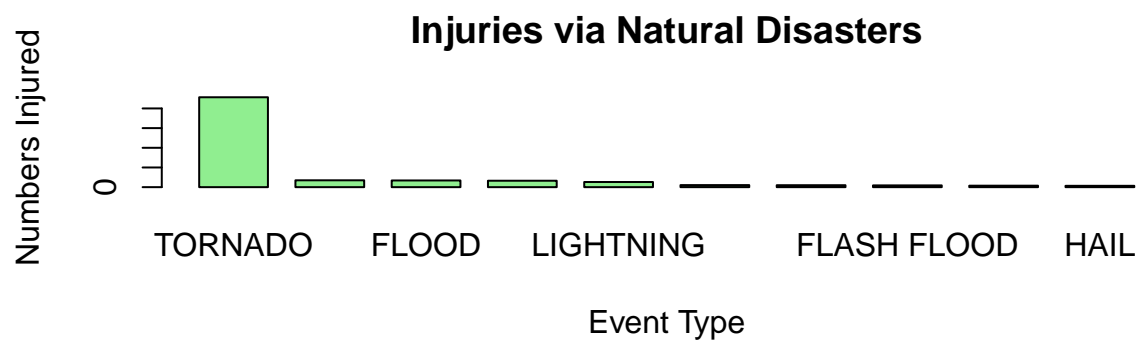 Injuries via Natural Disasters
Numbers Injured
0
TORNADO FLOOD LIGHTNING FLASH FLOOD HAIL
Event Type